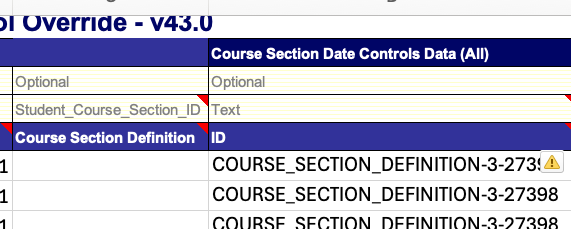 ol Override - v43.0
Course Section Date Controls Data (All)
Optional Optional
Student_Course_Section_ID Text
Course Section Definition ID
1 COURSE_SECTION_DEFINITION-3-2739
1 COURSE_SECTION_DEFINITION-3-27398
1 COURSE_SECTION_DEFINITION-3-27398